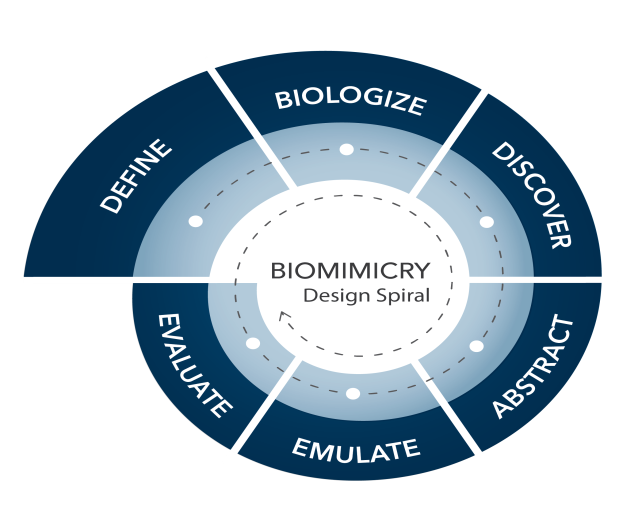 DEFINE
BIOLOGIZE
DISCOVER
ABSTRACT
EMULATE
EVALUATE
BIOMIMICRY
Design Spiral